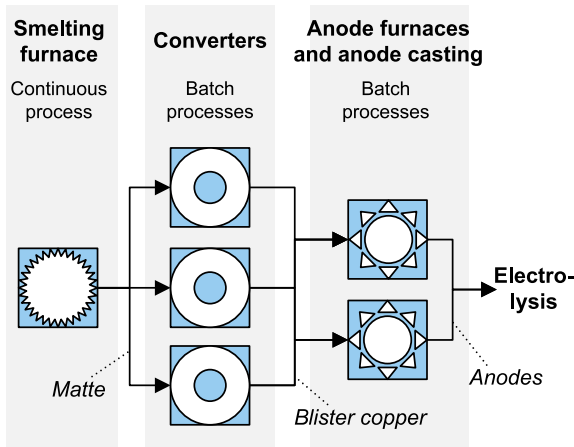 Smelting
furnace
Continuous
process
Converters
Batch
processes
Anode furnaces
and anode casting
Batch
processes
Electro-
lysis
Matte
Blister copper
Anodes